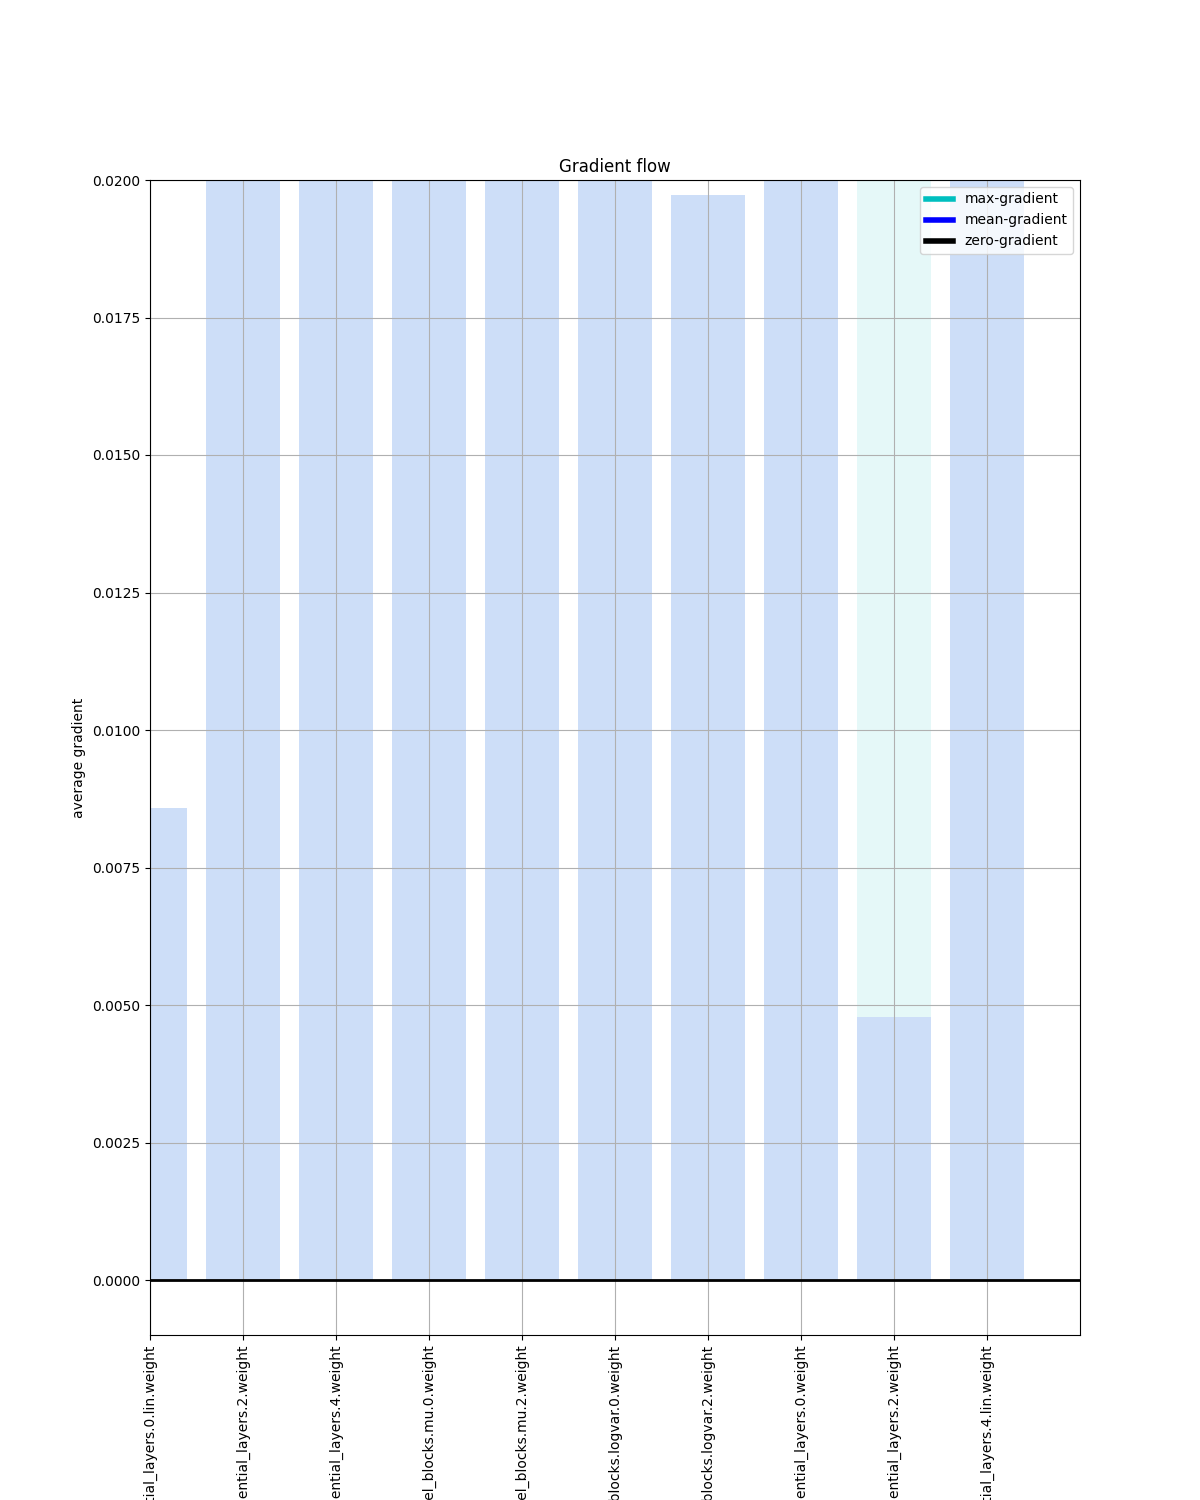 Gradient flow
max-gradient
mean-gradient
zero-gradient
0.0200
0.0175
0.0150
0.0125
0.0100
0.0075
0.0050
0.0025
0.0000
average gradient
tial_layers.0.lin.weight
ential_layers.2.weight
ential_layers.4.weight
el_blocks.mu.0.weight
el_blocks.mu.2.weight
blocks.logvar.0.weight
blocks.logvar.2.weight
ential_layers.0.weight
ential_layers.2.weight
tial_layers.4.lin.weight